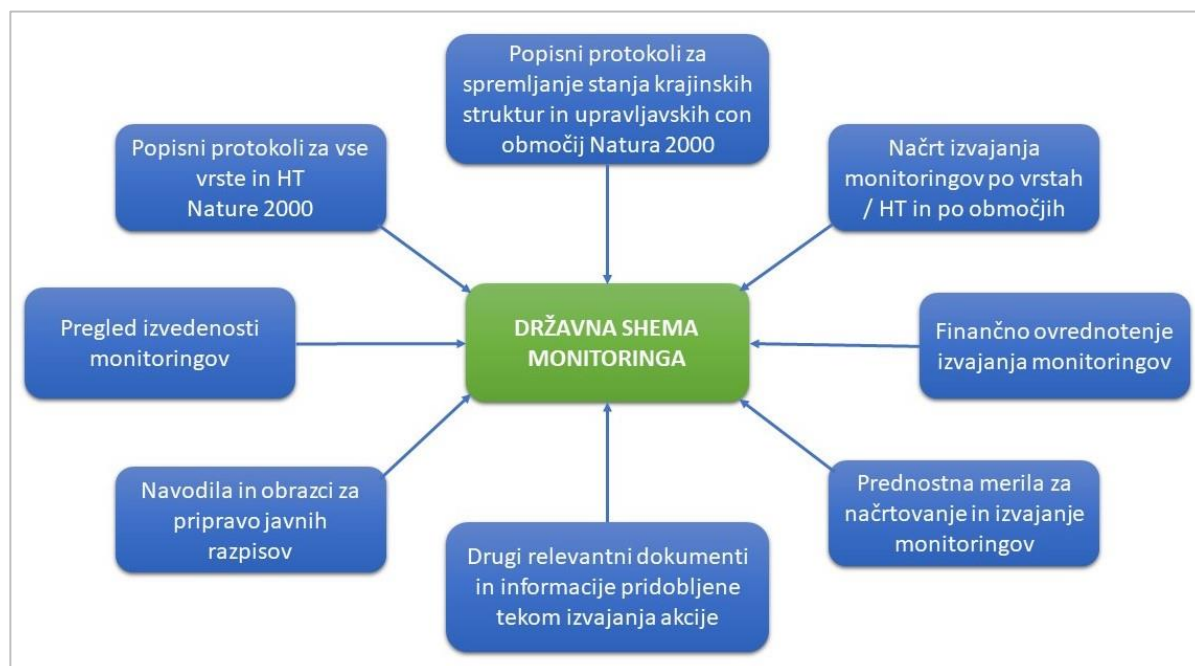 Popisni protokoli za
spremljanje stanja krajinskih
struktur in upravljavskih con
območij Natura 2000
Popisni protokoli za vse
vrste in HT
Nature 2000
Načrt izvajanja
monitoringov po vrstah
/ HT in po območjih
Pregled izvedenosti
monitoringov
DRŽAVNA SHEMA
MONITORINGA
Finančno ovrednotenje
izvajanja monitoringov
Navodila in obrazci za
pripravo javnih
razpisov
Drugi relevantni dokumenti
in informacije pridobljene
tekom izvajanja akcije
Prednostna merila za
načrtovanje in izvajanje
monitoringov